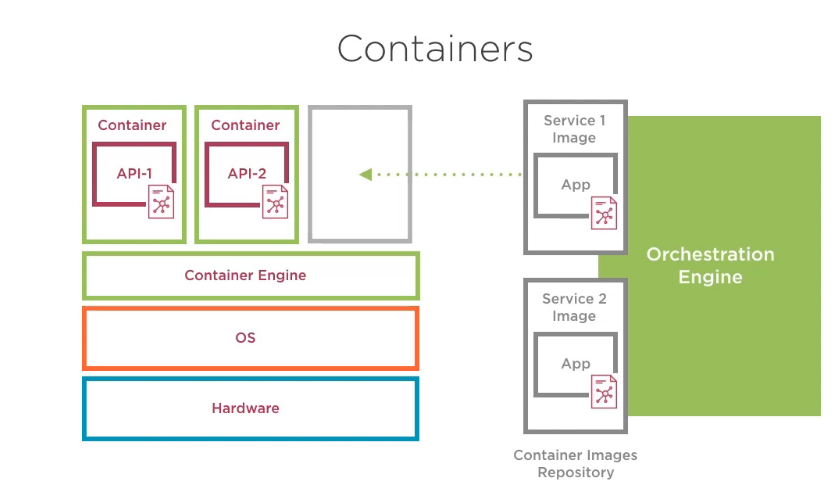 Containers
Container
API-1
Container
API-2
Container Engine
OS
Hardware
Service 1
Image
App
Service 2
Image
App
Container Images
Repository
Orchestration
Engine